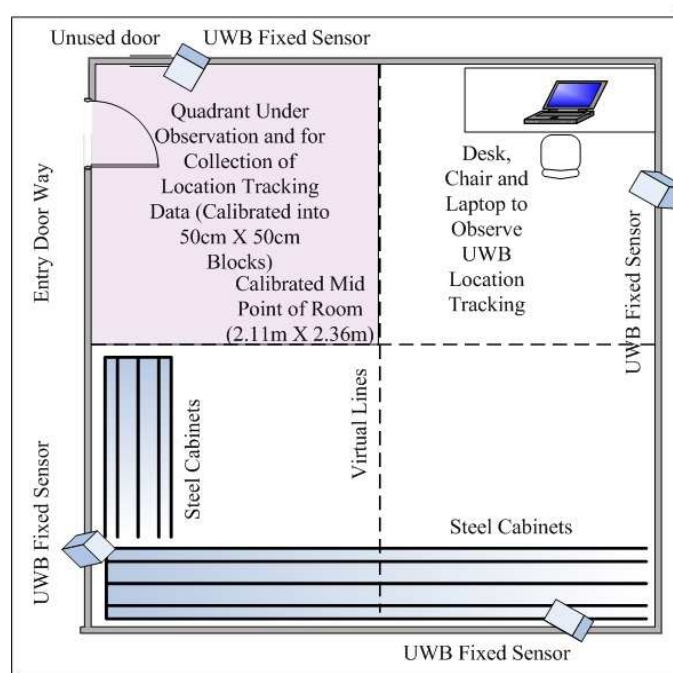 Unused door
UWB Fixed Sensor
Quadrant Under
Observation and for
Collection of
Location Tracking
Data (Calibrated into
50cm X 50cm
Blocks)
Calibrated Mid
Point of Room
(2.11m X 2.36m)
Entry Door Way
Desk,
Chair and
Laptop to
Observe
UWB
Location
Tracking
UWB Fixed Sensor
Steel Cabinets
Virtual Lines
UWB Fixed Sensor
Steel Cabinets
UWB Fixed Sensor